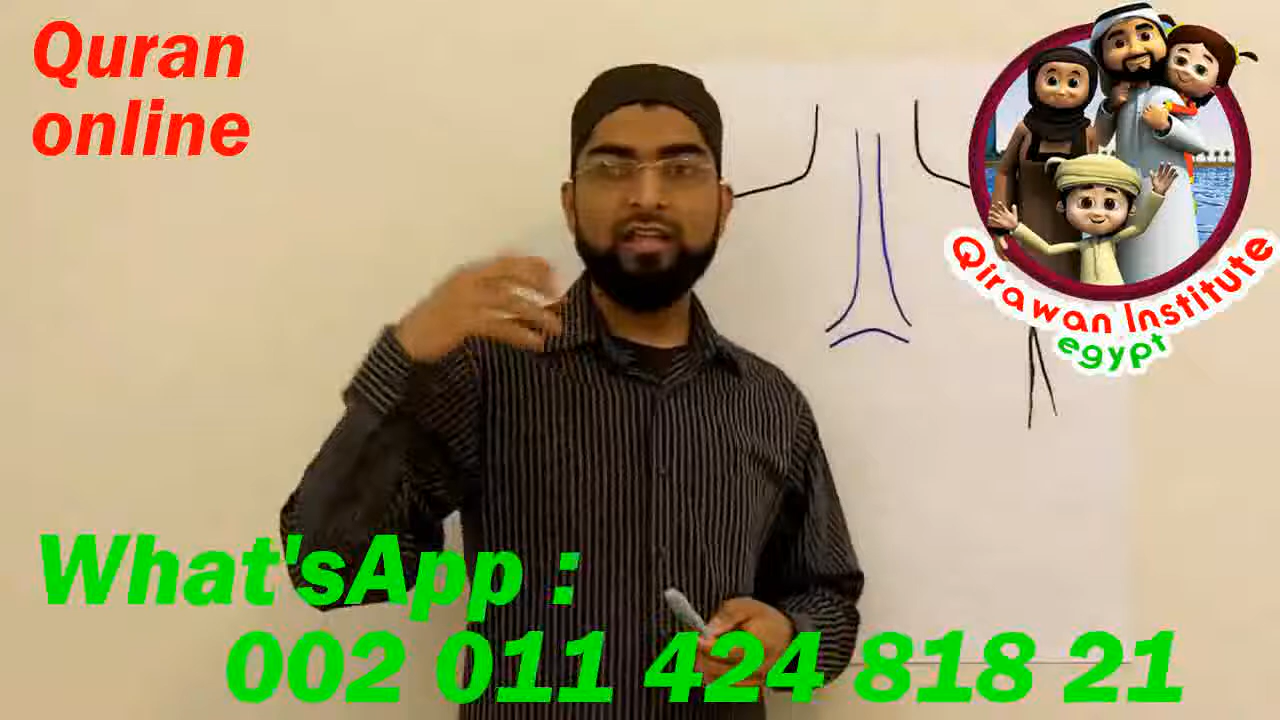 Quran
online
Qirawan Institute
egypt
What'sApp :
002 011 424 818 21